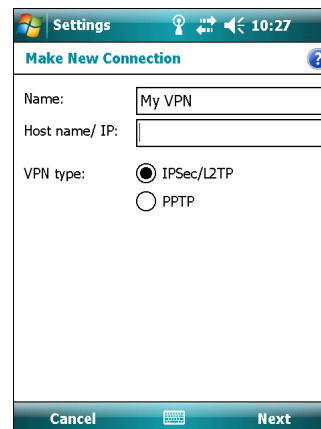 Settings 10:27
Make New Connection ?
Name: My VPN
Host name/ IP:
VPN type: IPSec/L2TP
PPTP
Cancel Next